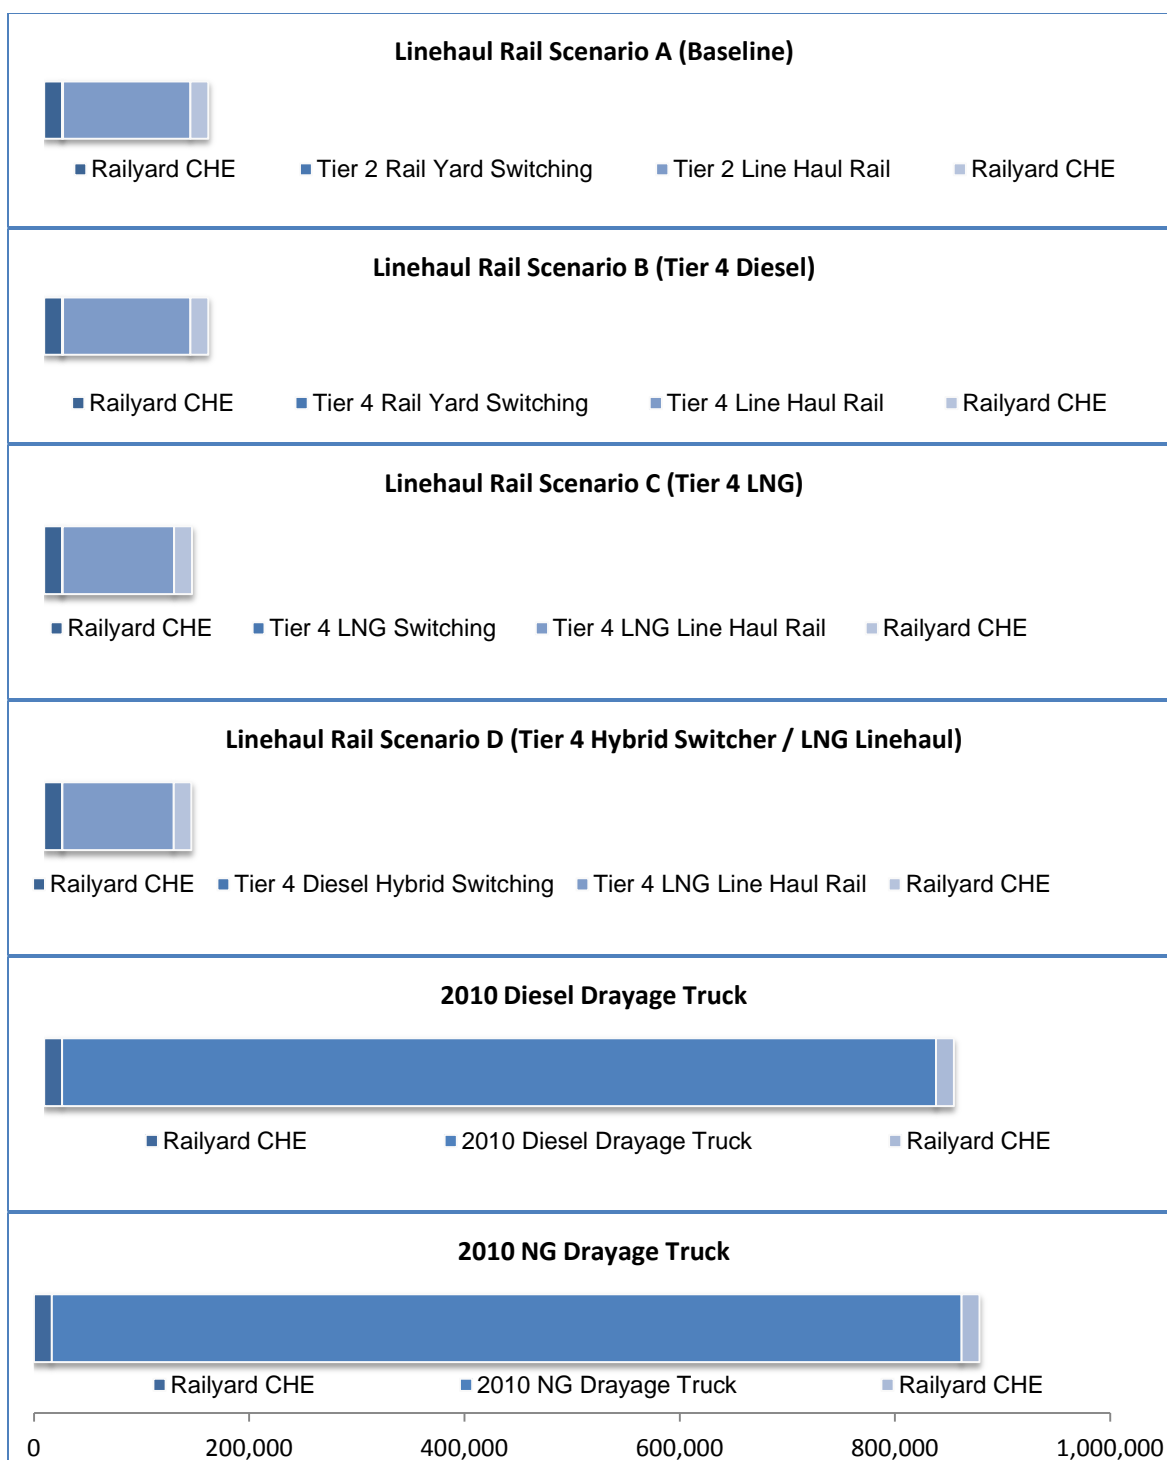 Linehaul Rail Scenario A (Baseline)
Railyard CHE Tier 2 Rail Yard Switching Tier 2 Line Haul Rail Railyard CHE
Linehaul Rail Scenario B (Tier 4 Diesel)
Railyard CHE Tier 4 Rail Yard Switching Tier 4 Line Haul Rail Railyard CHE
Linehaul Rail Scenario C (Tier 4 LNG)
Railyard CHE Tier 4 LNG Switching Tier 4 LNG Line Haul Rail Railyard CHE
Linehaul Rail Scenario D (Tier 4 Hybrid Switcher / LNG Linehaul)
Railyard CHE Tier 4 Diesel Hybrid Switching Tier 4 LNG Line Haul Rail Railyard CHE
2010 Diesel Drayage Truck
Railyard CHE 2010 Diesel Drayage Truck Railyard CHE
2010 NG Drayage Truck
Railyard CHE 2010 NG Drayage Truck Railyard CHE
0 200,000 400,000 600,000 800,000 1,000,000